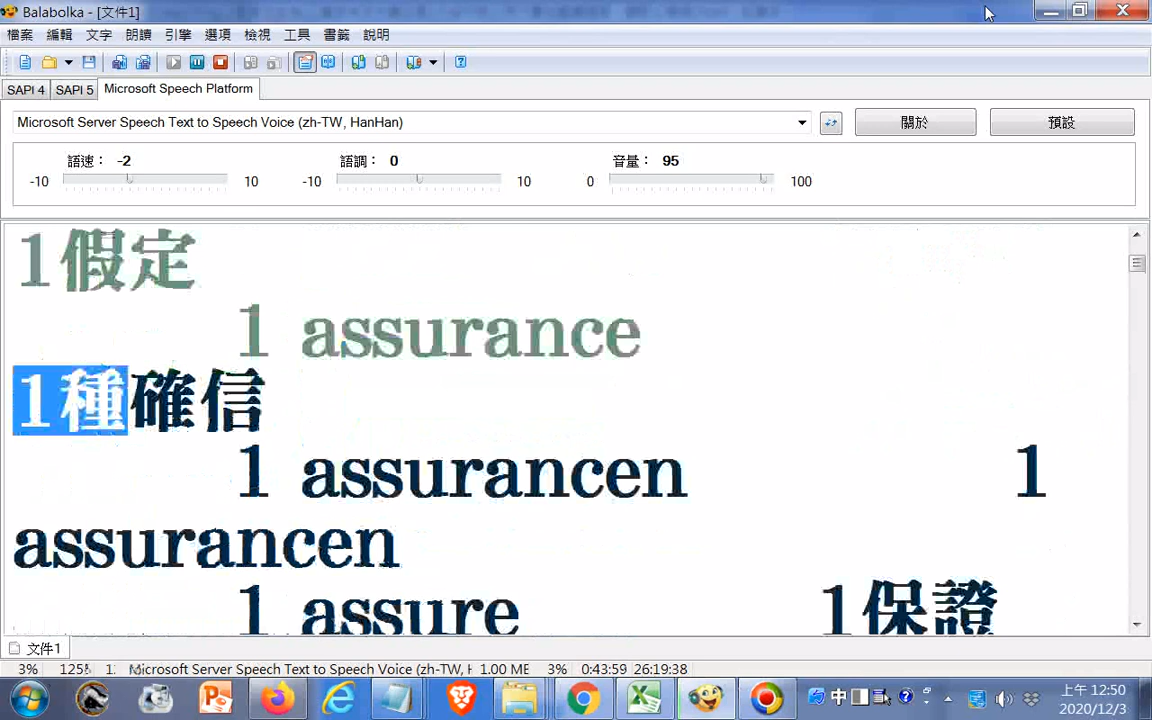 Balabolka - [文件1]
檔案 編輯 文字 朗讀 引擎 選項 檢視 工具 書籤 說明
SAPI 4 SAPI 5 Microsoft Speech Platform
Microsoft Server Speech Text to Speech Voice (zh-TW, HanHan) 關於 預設
語速： -2 語調： 0 音量： 95
-10 10 -10 10 0 100
1假定
1 assurance
1種確信
1 assurancen 1
assurancen
1 assure 1保證
文件1
3% Microsoft Server Speech Text to Speech Voice (zh-TW, 1.00 ME 3% 0:43:59 26:19:38
中 上午 12:50
2020/12/3